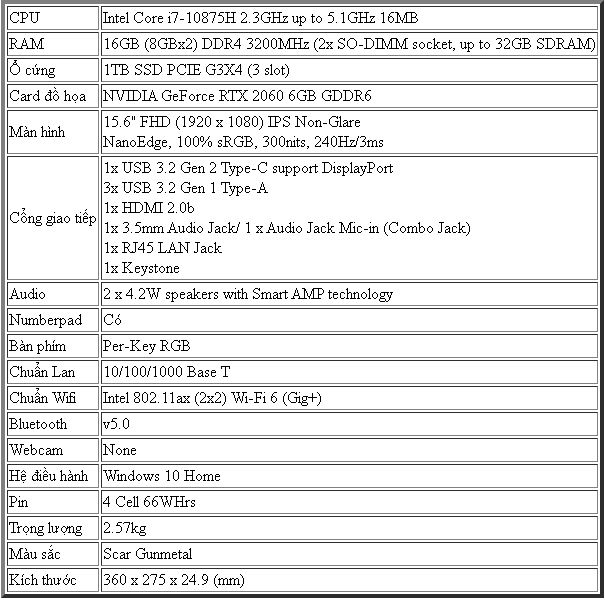 CPU Intel Core i7-10875H 2.3GHz up to 5.1GHz 16MB
RAM 16GB (8GBx2) DDR4 3200MHz (2x SO-DIMM socket, up to 32GB SDRAM)
Ổ cứng 1TB SSD PCIE G3X4 (3 slot)
Card đồ họa NVIDIA GeForce RTX 2060 6GB GDDR6
Màn hình 15.6" FHD (1920 x 1080) IPS Non-Glare
NanoEdge, 100% sRGB, 300nits, 240Hz/3ms
Cổng giao tiếp 1x USB 3.2 Gen 2 Type-C support DisplayPort
3x USB 3.2 Gen 1 Type-A
1x HDMI 2.0b
1x 3.5mm Audio Jack/ 1 x Audio Jack Mic-in (Combo Jack)
1x RJ45 LAN Jack
1x Keystone
Audio 2 x 4.2W speakers with Smart AMP technology
Numberpad Có
Bàn phím Per-Key RGB
Chuẩn Lan 10/100/1000 Base T
Chuẩn Wifi Intel 802.11ax (2x2) Wi-Fi 6 (Gig+)
Bluetooth v5.0
Webcam None
Hệ điều hành Windows 10 Home
Pin 4 Cell 66WHrs
Trọng lượng 2.57kg
Màu sắc Scar Gunmetal
Kích thước 360 x 275 x 24.9 (mm)